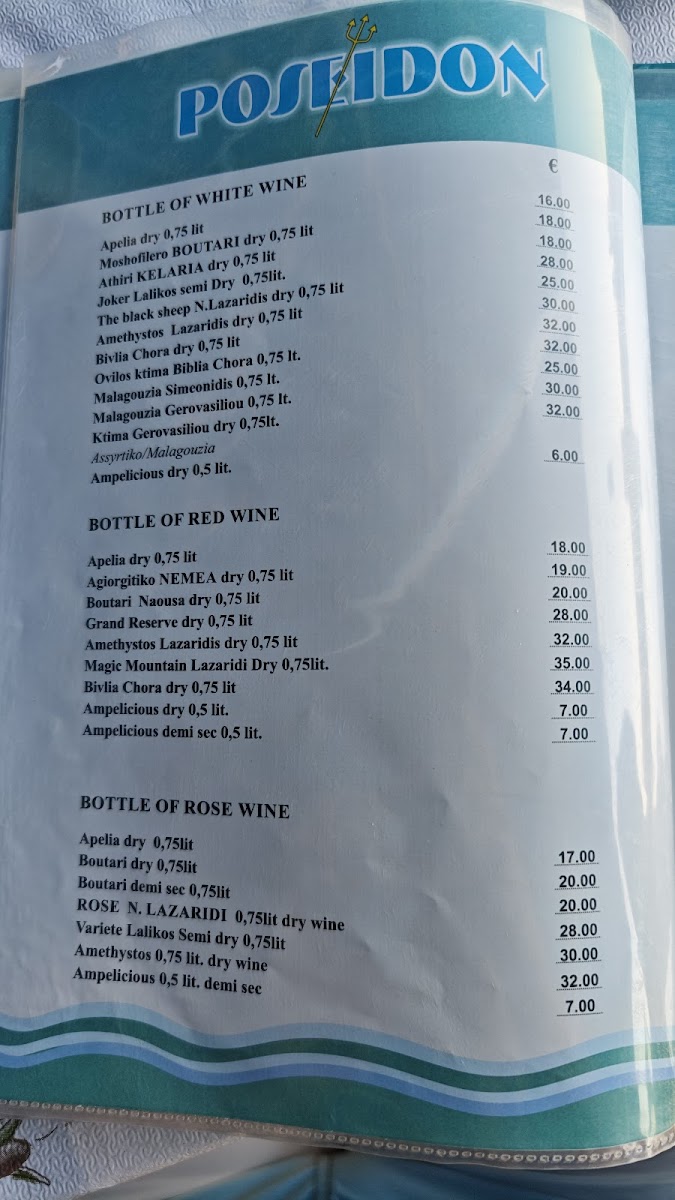 POSEIDON
€
BOTTLE OF WHITE WINE
Apelia dry 0,75 lit 16.00
Moshofilero BOUTARI dry 0,75 lit 18.00
Athiri KELARIA dry 0,75 lit 18.00
Joker Lalikos semi Dry 0,75lit. 28.00
The black sheep N.Lazaridis dry 0,75 lit 25.00
Amethystos Lazaridis dry 0,75 lit 30.00
Bivlia Chora dry 0,75 lit 32.00
Ovilos ktima Biblia Chora 0,75 lt. 32.00
Malagouzia Simeonidis 0,75 lt. 25.00
Malagouzia Gerovasiliou 0,75 lt. 30.00
Ktima Gerovasiliou dry 0,75lt. 32.00
Assyrtiko/Malagouzia
Ampelicious dry 0,5 lit. 6.00
BOTTLE OF RED WINE
Apelia dry 0,75 lit 18.00
Agiorgitiko NEMEA dry 0,75 lit 19.00
Boutari Naousa dry 0,75 lit 20.00
Grand Reserve dry 0,75 lit 28.00
Amethystos Lazaridis dry 0,75 lit 32.00
Magic Mountain Lazaridi Dry 0,75lit. 35.00
Bivlia Chora dry 0,75 lit 34.00
Ampelicious dry 0,5 lit. 7.00
Ampelicious demi sec 0,5 lit. 7.00
BOTTLE OF ROSE WINE
Apelia dry 0,75lit 17.00
Boutari dry 0,75lit 20.00
Boutari demi sec 0,75lit 20.00
ROSE N. LAZARIDI 0,75lit dry wine 28.00
Variete Lalikos Semi dry 0,75lit 30.00
Amethystos 0,75 lit. dry wine 32.00
Ampelicious 0,5 lit. demi sec 7.00